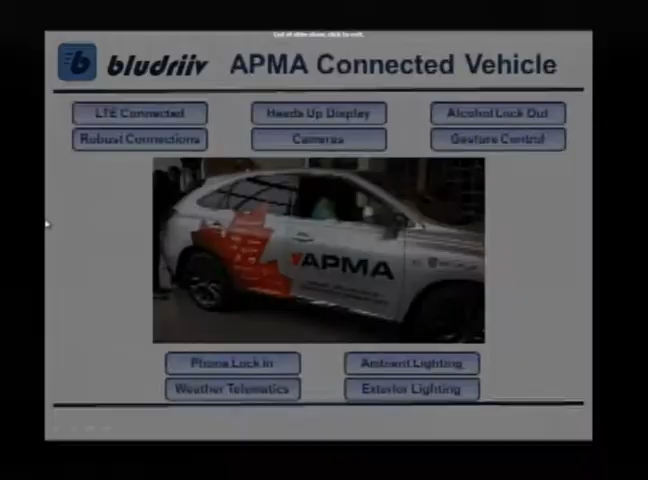 End of slide show, click to exit.
bludriiv APMA Connected Vehicle
LTE Connected Heads Up Display Alcohol Lock Out
Robust Connections Cameras Gesture Control
APMA
Phone Lock In Ambient Lighting
Weather Telematics Exterior Lighting